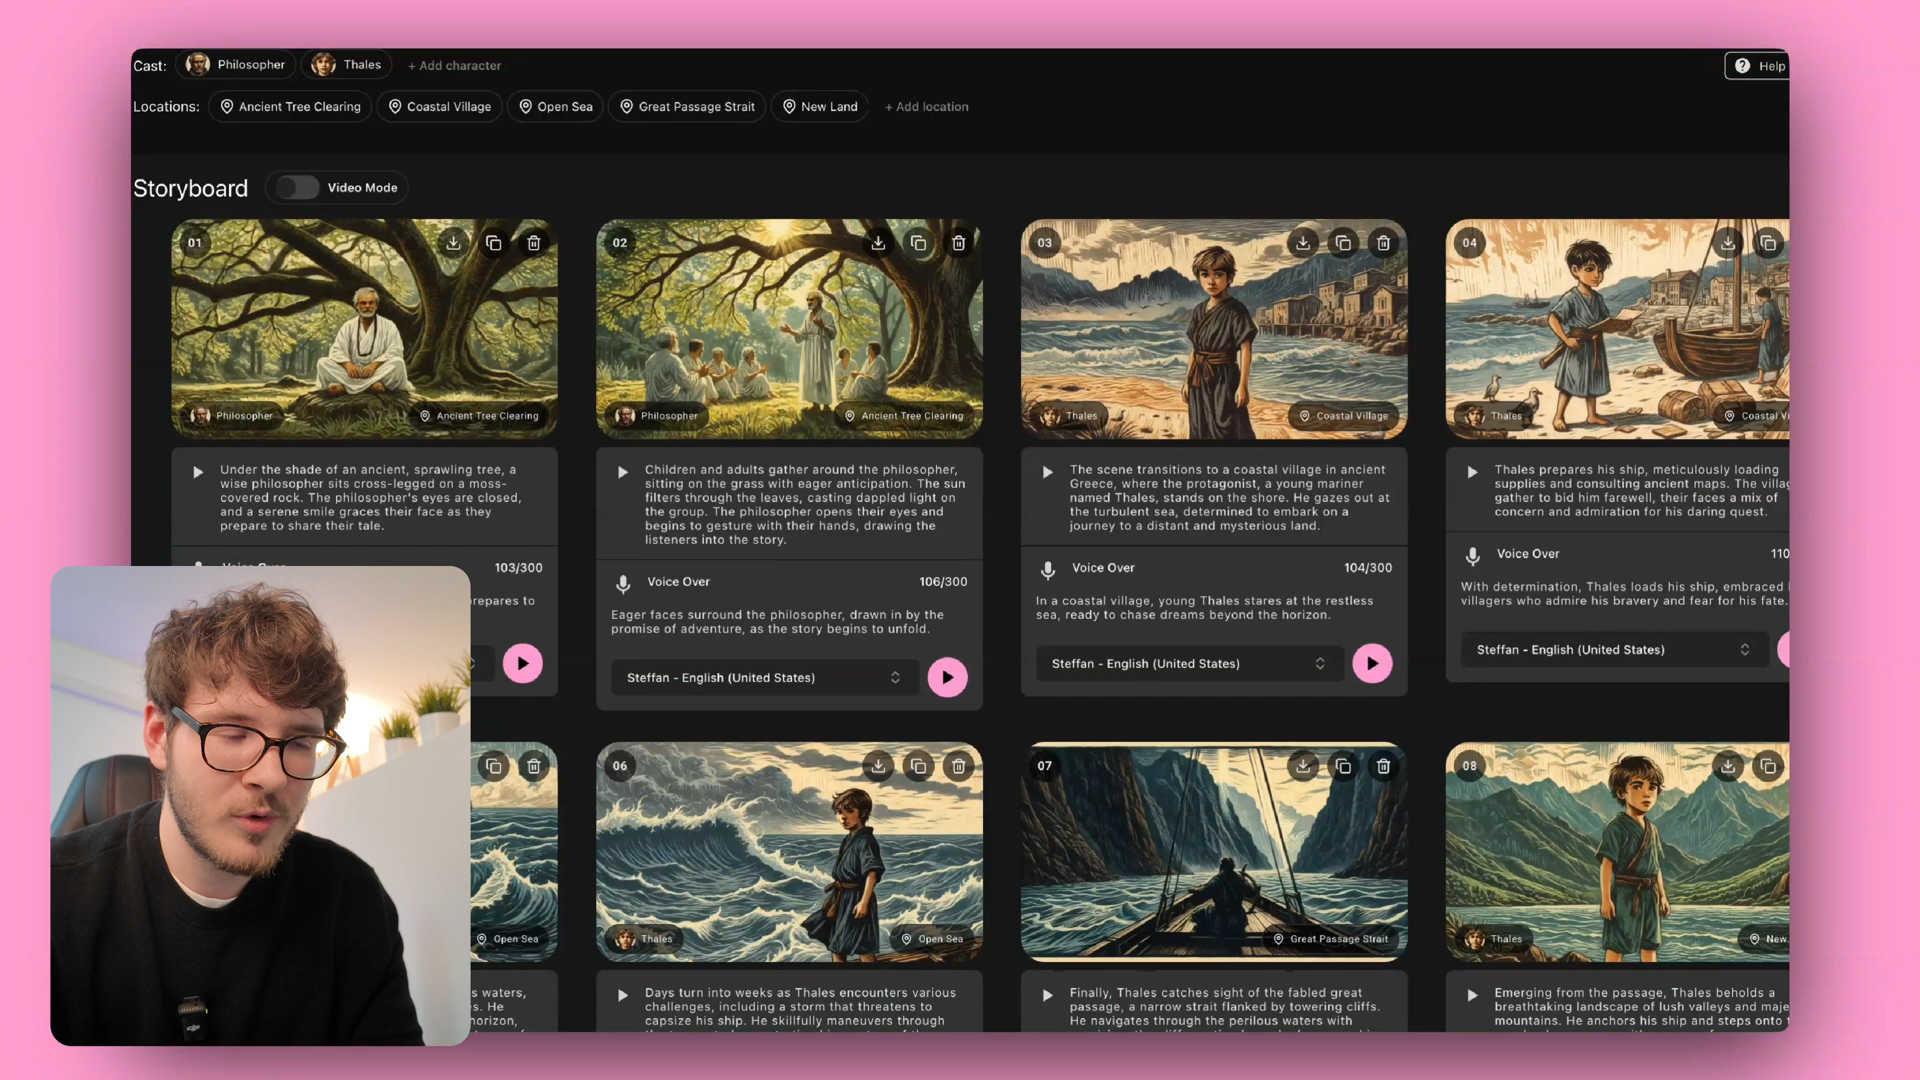 Cast: Philosopher Thales + Add character
Help
Locations: Ancient Tree Clearing Coastal Village Open Sea Great Passage Strait New Land + Add location
Storyboard Video Mode
01
02
03
04
Philosopher Ancient Tree Clearing
Philosopher Ancient Tree Clearing
Thales Coastal Village
Thales Coastal Vi
Under the shade of an ancient, sprawling tree, a
wise philosopher sits cross-legged on a moss-
covered rock. The philosopher's eyes are closed,
and a serene smile graces their face as they
prepare to share their tale.
Voice Over 103/300
repares to
Children and adults gather around the philosopher,
sitting on the grass with eager anticipation. The sun
filters through the leaves, casting dappled light on
the group. The philosopher opens their eyes and
begins to gesture with their hands, drawing the
listeners into the story.
Voice Over 106/300
Eager faces surround the philosopher, drawn in by the
promise of adventure, as the story begins to unfold.
Steffan - English (United States)
The scene transitions to a coastal village in ancient
Greece, where the protagonist, a young mariner
named Thales, stands on the shore. He gazes out at
the turbulent sea, determined to embark on a
journey to a distant and mysterious land.
Voice Over 104/300
In a coastal village, young Thales stares at the restless
sea, ready to chase dreams beyond the horizon.
Steffan - English (United States)
Thales prepares his ship, meticulously loading
supplies and consulting ancient maps. The villag
gather to bid him farewell, their faces a mix of
concern and admiration for his daring quest.
Voice Over 110
With determination, Thales loads his ship, embraced
villagers who admire his bravery and fear for his fate.
Steffan - English (United States)
06
07
08
Open Sea
Thales Open Sea
Great Passage Strait
Thales New
s waters,
s. He
horizon,
Days turn into weeks as Thales encounters various
challenges, including a storm that threatens to
capsize his ship. He skillfully maneuvers through
Finally, Thales catches sight of the fabled great
passage, a narrow strait flanked by towering cliffs.
He navigates through the perilous waters with
Emerging from the passage, Thales beholds a
breathtaking landscape of lush valleys and maje
mountains. He anchors his ship and steps onto